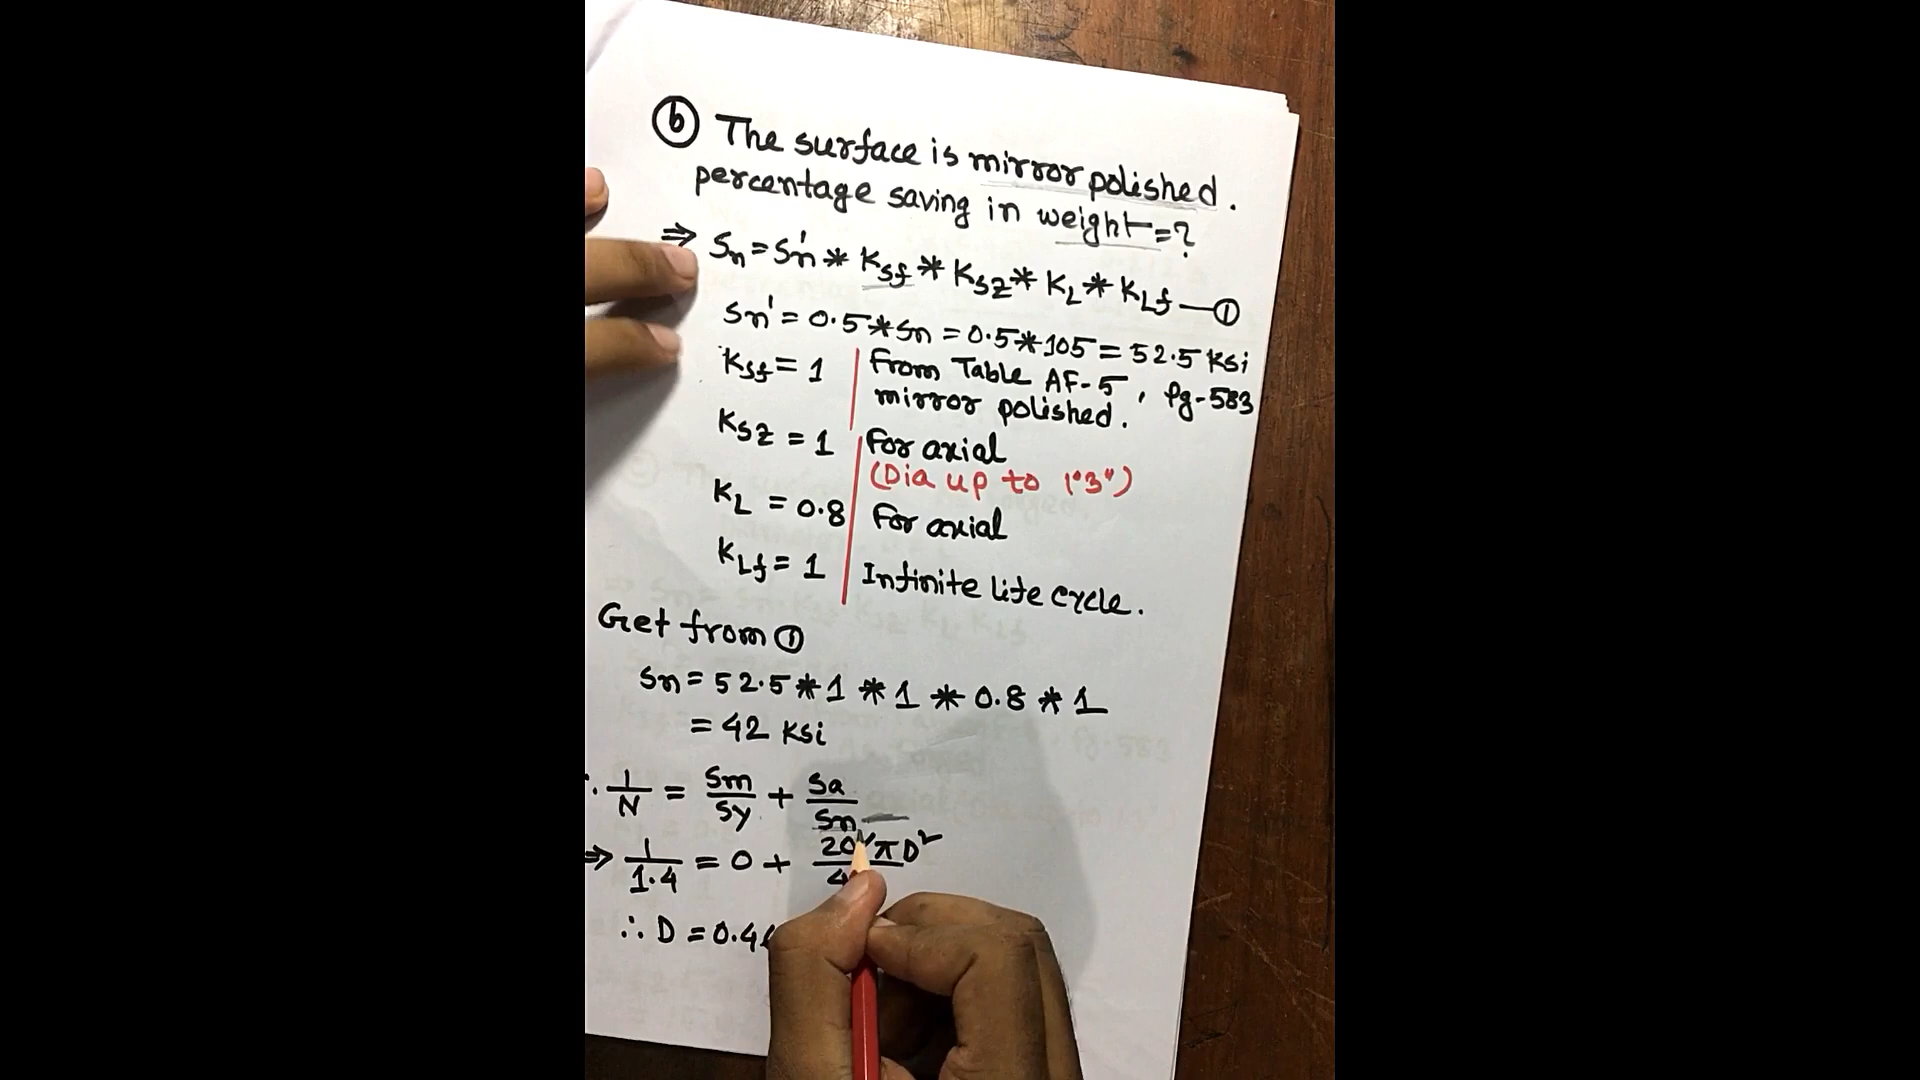 b The surface is mirror polished.
percentage saving in weight = ?
⇒ Sn = Sn' * Ksf * Ksz * KL * KLf — 1
Sn' = 0.5 * Sn = 0.5 * 105 = 52.5 Ksi
Ksf = 1 From Table AF-5, Pg-583
mirror polished.
Ksz = 1 For axial
(Dia up to 1.3")
KL = 0.8 For axial
KLf = 1 Infinite life cycle.
Get from 1
Sn = 52.5 * 1 * 1 * 0.8 * 1
= 42 Ksi
1/N = Sm/Sy + Sa/Sn
⇒ 1/1.4 = 0 + 20 πD²
∴ D = 0.4